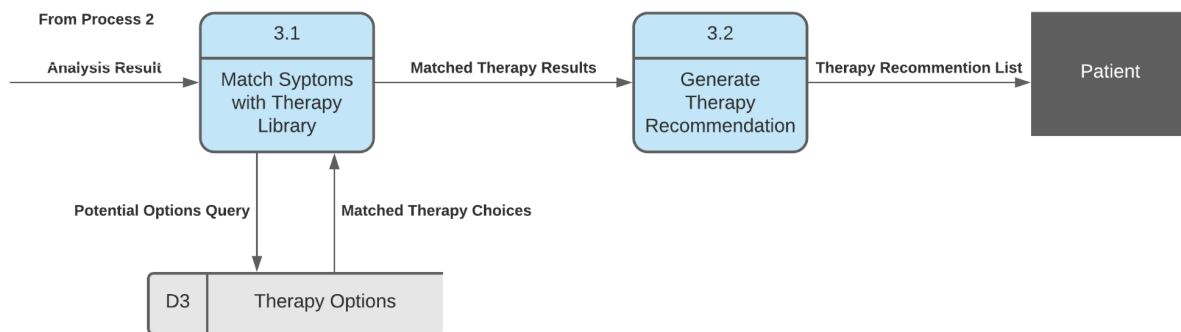 From Process 2
Analysis Result
3.1
Match Syptoms
with Therapy
Library
Matched Therapy Results
3.2
Generate
Therapy
Recommendation
Therapy Recommention List
Patient
Potential Options Query
Matched Therapy Choices
D3
Therapy Options